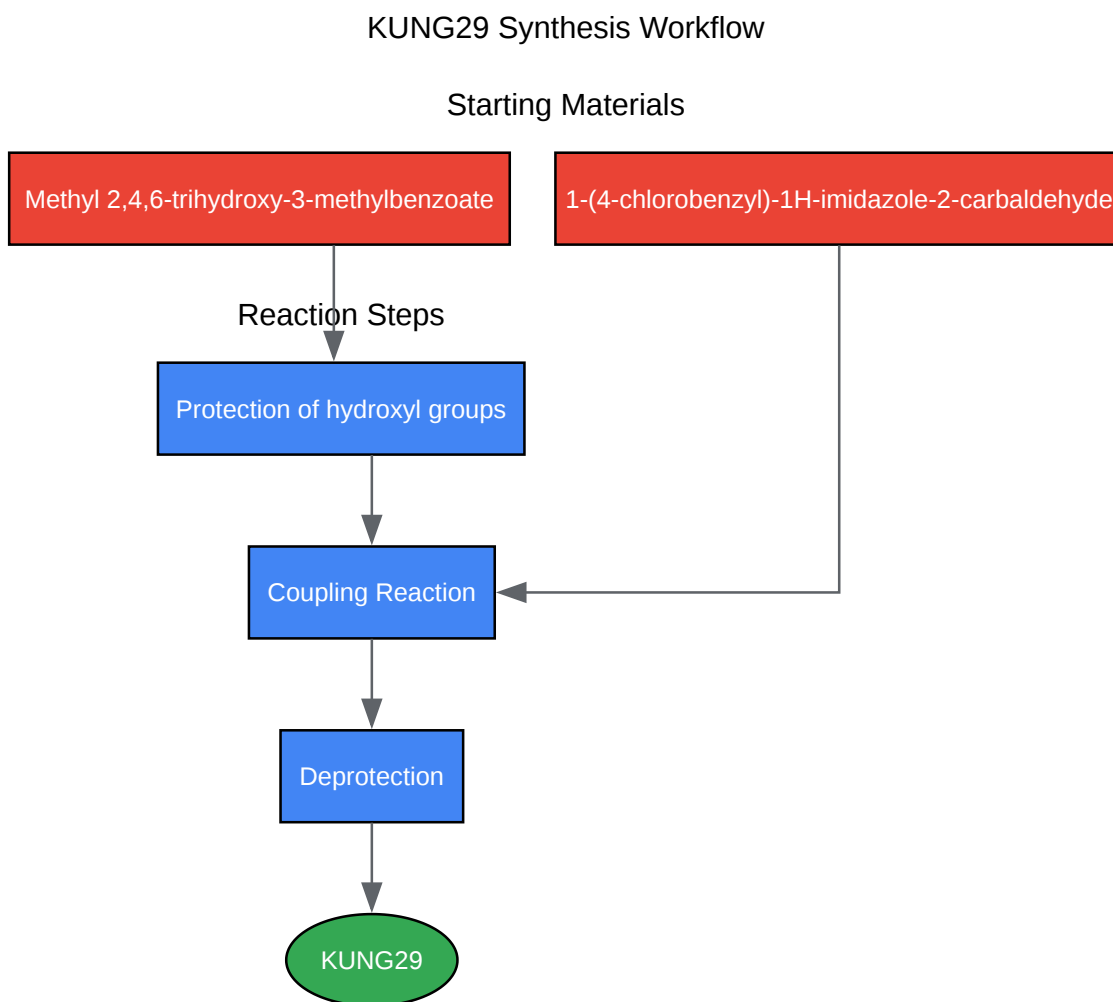 KUNG29 Synthesis Workflow
Starting Materials
Methyl 2,4,6-trihydroxy-3-methylbenzoate
1-(4-chlorobenzyl)-1H-imidazole-2-carbaldehyde
Reaction Steps
Protection of hydroxyl groups
Coupling Reaction
Deprotection
KUNG29